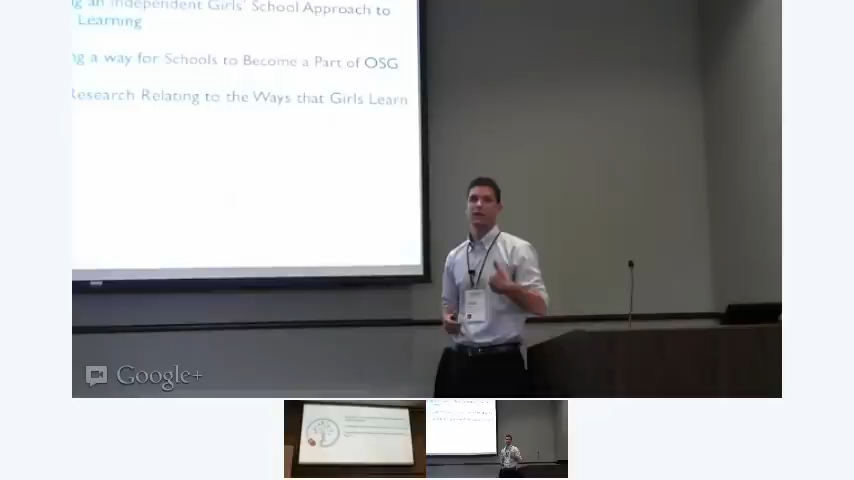 an Independent Girls' School Approach to
Learning
a way for Schools to Become a Part of OSG
Research Relating to the Ways that Girls Learn
Google+